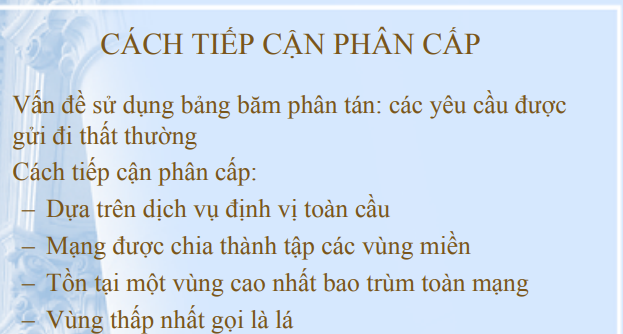 CÁCH TIẾP CẬN PHÂN CẤP
Vấn đề sử dụng bảng băm phân tán: các yêu cầu được
gửi đi thất thường
Cách tiếp cận phân cấp:
– Dựa trên dịch vụ định vị toàn cầu
– Mạng được chia thành tập các vùng miền
– Tồn tại một vùng cao nhất bao trùm toàn mạng
– Vùng thấp nhất gọi là lá